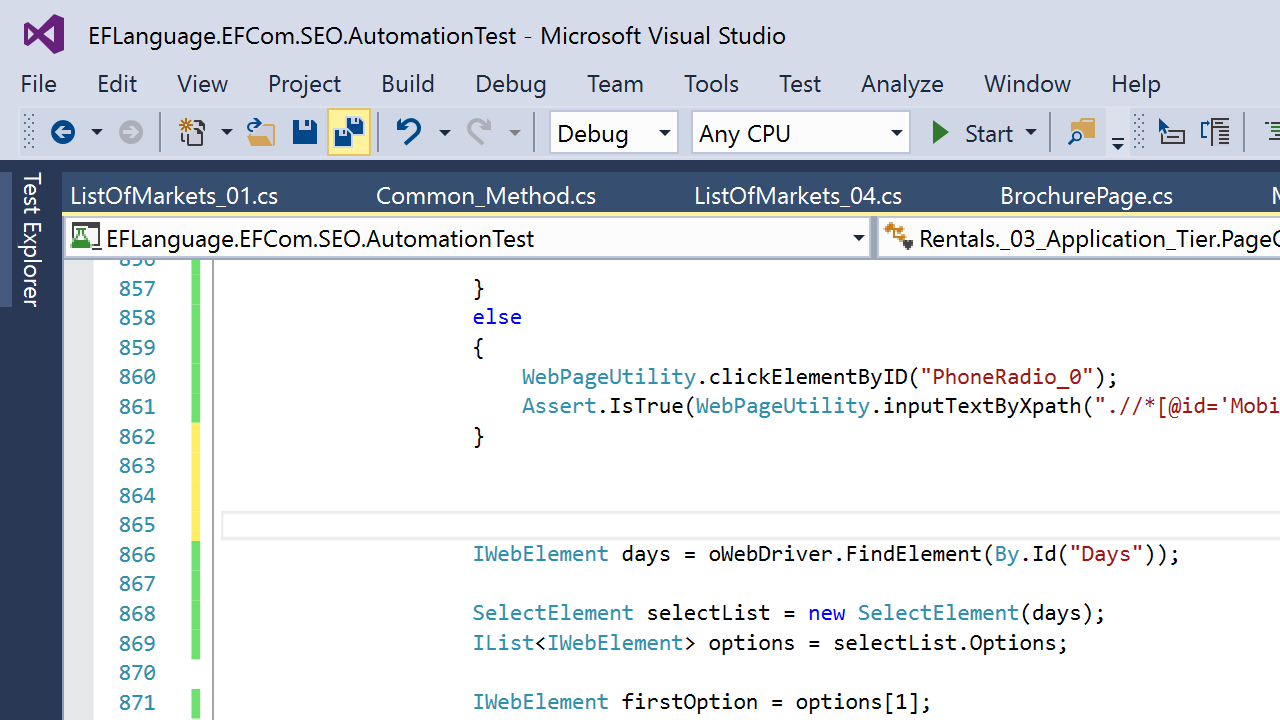 EFLanguage.EFCom.SEO.AutomationTest - Microsoft Visual Studio
File Edit View Project Build Debug Team Tools Test Analyze Window Help
Debug Any CPU Start
Test Explorer
ListOfMarkets_01.cs Common_Method.cs ListOfMarkets_04.cs BrochurePage.cs
EFLanguage.EFCom.SEO.AutomationTest Rentals._03_Application_Tier.Page
856
857 }
858 else
859 {
860 WebPageUtility.clickElementByID("PhoneRadio_0");
861 Assert.IsTrue(WebPageUtility.inputTextByXpath(".//*[@id='Mobi
862 }
863
864
865
866 IWebElement days = oWebDriver.FindElement(By.Id("Days"));
867
868 SelectElement selectList = new SelectElement(days);
869 IList<IWebElement> options = selectList.Options;
870
871 IWebElement firstOption = options[1];